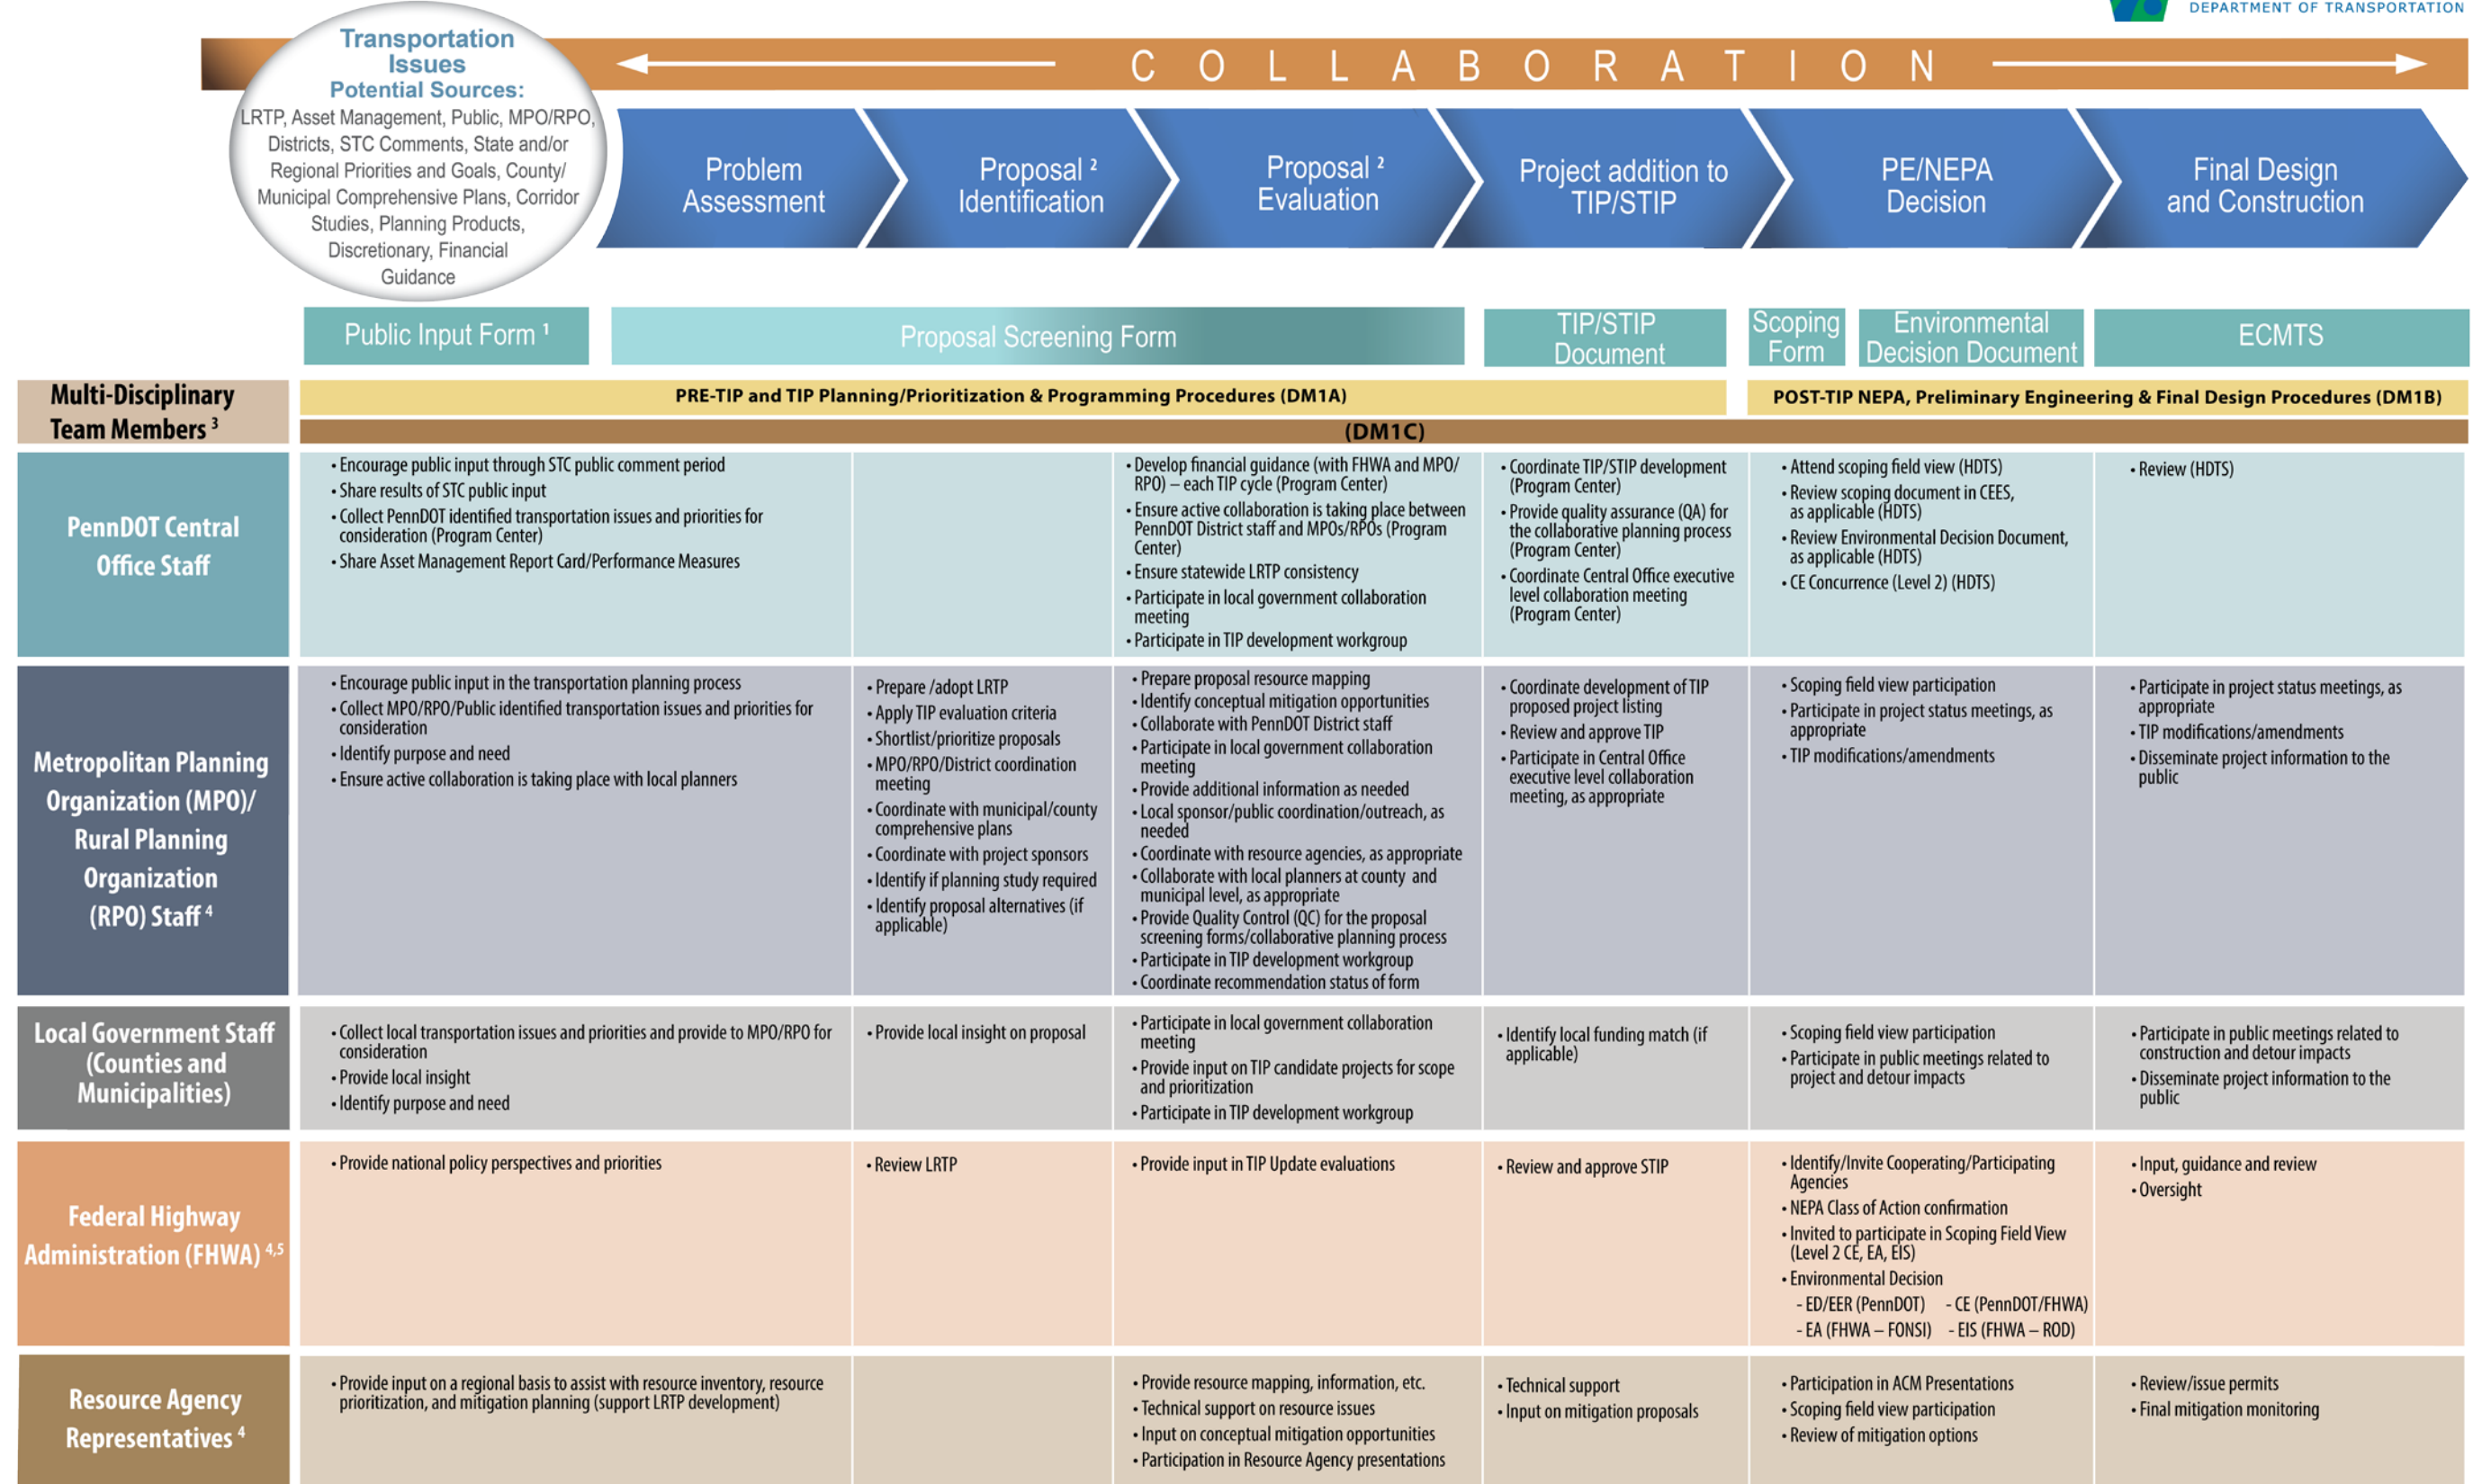 DEPARTMENT OF TRANSPORTATION
Transportation
Issues
Potential Sources:
LRTP, Asset Management, Public, MPO/RPO,
Districts, STC Comments, State and/or
Regional Priorities and Goals, County/
Municipal Comprehensive Plans, Corridor
Studies, Planning Products,
Discretionary, Financial
Guidance
COLLABORATION
Problem
Assessment
Proposal ²
Identification
Proposal ²
Evaluation
Project addition to
TIP/STIP
PE/NEPA
Decision
Final Design
and Construction
Public Input Form ¹
Proposal Screening Form
TIP/STIP
Document
Scoping
Form
Environmental
Decision Document
ECMTS
Multi-Disciplinary
Team Members ³
PRE-TIP and TIP Planning/Prioritization & Programming Procedures (DM1A)
POST-TIP NEPA, Preliminary Engineering & Final Design Procedures (DM1B)
(DM1C)
PennDOT Central
Office Staff
• Encourage public input through STC public comment period
• Share results of STC public input
• Collect PennDOT identified transportation issues and priorities for
consideration (Program Center)
• Share Asset Management Report Card/Performance Measures
• Develop financial guidance (with FHWA and MPO/
RPO) – each TIP cycle (Program Center)
• Ensure active collaboration is taking place between
PennDOT District staff and MPOs/RPOs (Program
Center)
• Ensure statewide LRTP consistency
• Participate in local government collaboration
meeting
• Participate in TIP development workgroup
• Coordinate TIP/STIP development
(Program Center)
• Provide quality assurance (QA) for
the collaborative planning process
(Program Center)
• Coordinate Central Office executive
level collaboration meeting
(Program Center)
• Attend scoping field view (HDTS)
• Review scoping document in CEES,
as applicable (HDTS)
• Review Environmental Decision Document,
as applicable (HDTS)
• CE Concurrence (Level 2) (HDTS)
• Review (HDTS)
Metropolitan Planning
Organization (MPO)/
Rural Planning
Organization
(RPO) Staff ⁴
• Encourage public input in the transportation planning process
• Collect MPO/RPO/Public identified transportation issues and priorities for
consideration
• Identify purpose and need
• Ensure active collaboration is taking place with local planners
• Prepare /adopt LRTP
• Apply TIP evaluation criteria
• Shortlist/prioritize proposals
• MPO/RPO/District coordination
meeting
• Coordinate with municipal/county
comprehensive plans
• Coordinate with project sponsors
• Identify if planning study required
• Identify proposal alternatives (if
applicable)
• Prepare proposal resource mapping
• Identify conceptual mitigation opportunities
• Collaborate with PennDOT District staff
• Participate in local government collaboration
meeting
• Provide additional information as needed
• Local sponsor/public coordination/outreach, as
needed
• Coordinate with resource agencies, as appropriate
• Collaborate with local planners at county and
municipal level, as appropriate
• Provide Quality Control (QC) for the proposal
screening forms/collaborative planning process
• Participate in TIP development workgroup
• Coordinate recommendation status of form
• Coordinate development of TIP
proposed project listing
• Review and approve TIP
• Participate in Central Office
executive level collaboration
meeting, as appropriate
• Scoping field view participation
• Participate in project status meetings, as
appropriate
• TIP modifications/amendments
• Participate in project status meetings, as
appropriate
• TIP modifications/amendments
• Disseminate project information to the
public
Local Government Staff
(Counties and
Municipalities)
• Collect local transportation issues and priorities and provide to MPO/RPO for
consideration
• Provide local insight
• Identify purpose and need
• Provide local insight on proposal
• Participate in local government collaboration
meeting
• Provide input on TIP candidate projects for scope
and prioritization
• Participate in TIP development workgroup
• Identify local funding match (if
applicable)
• Scoping field view participation
• Participate in public meetings related to
project and detour impacts
• Participate in public meetings related to
construction and detour impacts
• Disseminate project information to the
public
Federal Highway
Administration (FHWA) ⁴,⁵
• Provide national policy perspectives and priorities
• Review LRTP
• Provide input in TIP Update evaluations
• Review and approve STIP
• Identify/Invite Cooperating/Participating
Agencies
• NEPA Class of Action confirmation
• Invited to participate in Scoping Field View
(Level 2 CE, EA, EIS)
• Environmental Decision
- ED/EER (PennDOT) - CE (PennDOT/FHWA)
- EA (FHWA – FONSI) - EIS (FHWA – ROD)
• Input, guidance and review
• Oversight
Resource Agency
Representatives ⁴
• Provide input on a regional basis to assist with resource inventory, resource
prioritization, and mitigation planning (support LRTP development)
• Provide resource mapping, information, etc.
• Technical support on resource issues
• Input on conceptual mitigation opportunities
• Participation in Resource Agency presentations
• Technical support
• Input on mitigation proposals
• Participation in ACM Presentations
• Scoping field view participation
• Review of mitigation options
• Review/issue permits
• Final mitigation monitoring